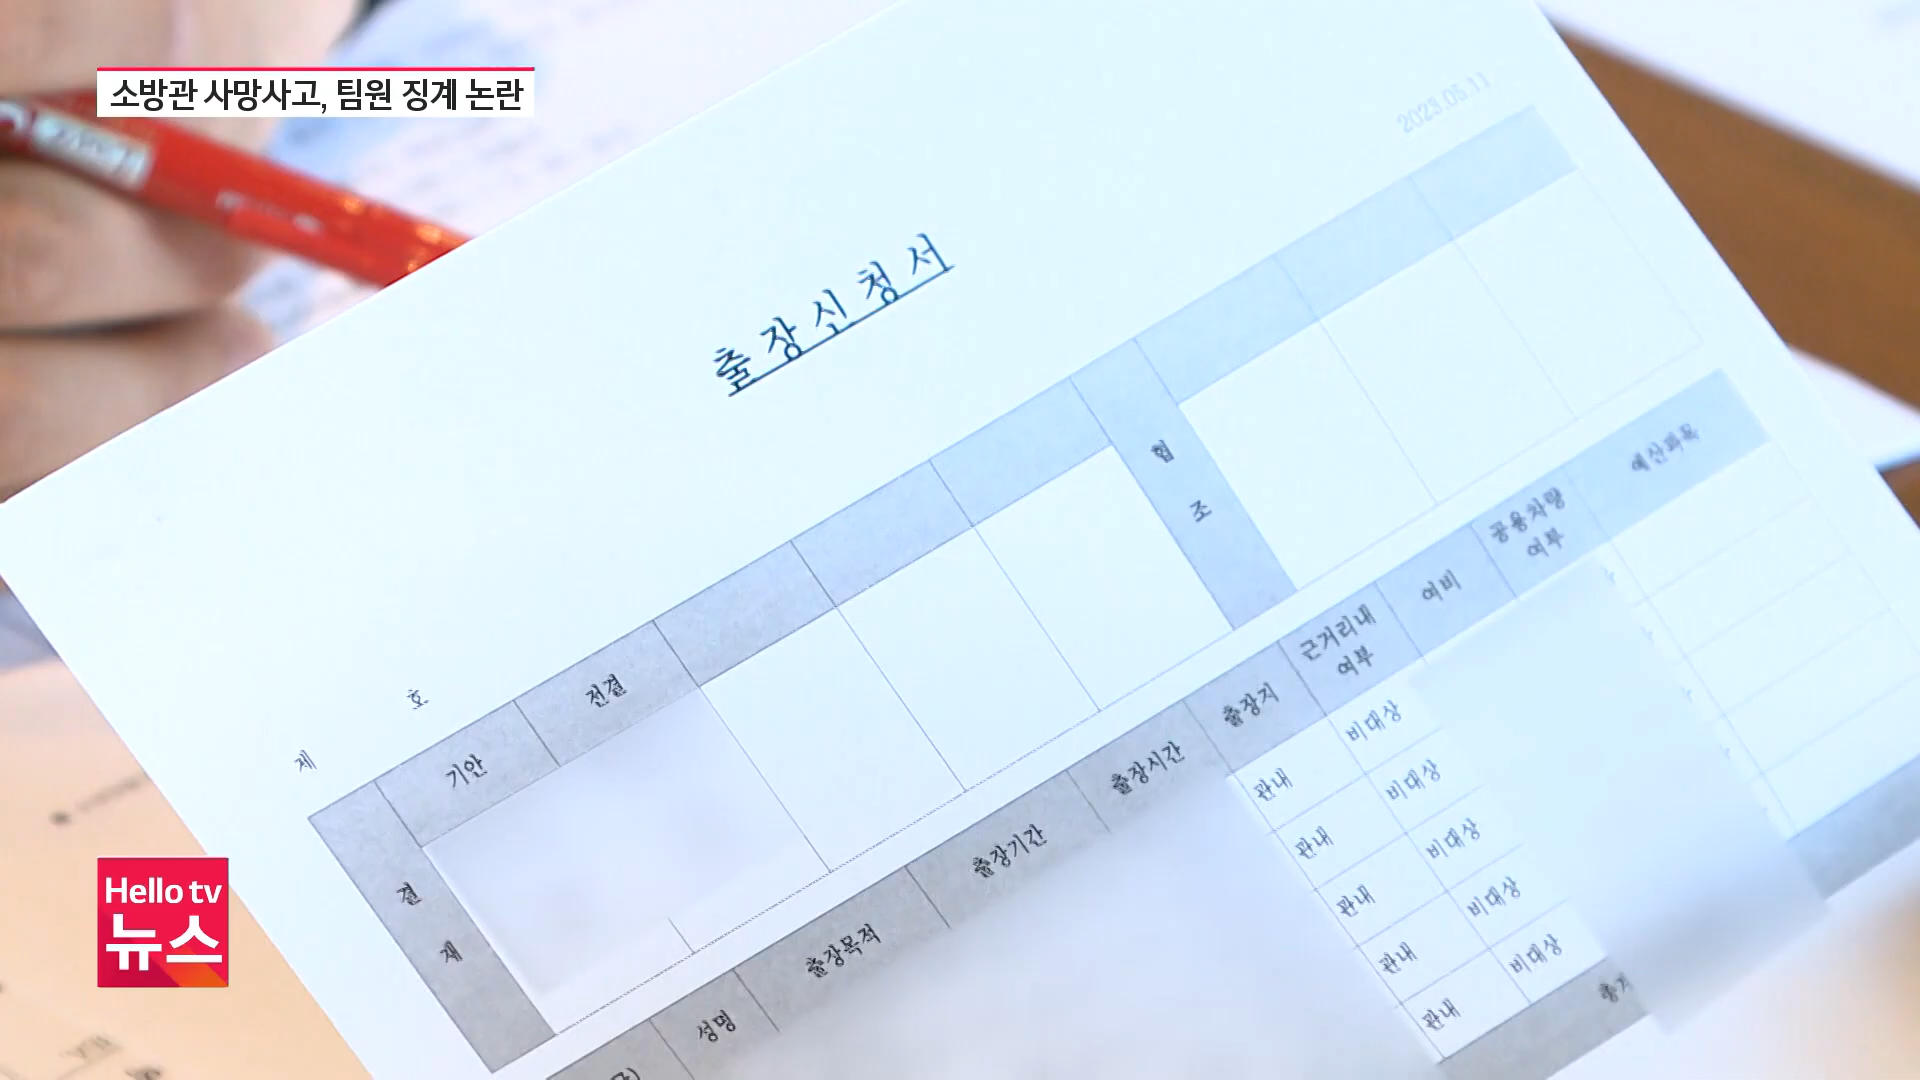 소방관 사망사고, 팀원 징계 논란
2023.05.11
출장신청서
제 호
결재
기안
전결
협조
성명
출장목적
출장기간
출장시간
출장지
근거리내
여부
여비
공용차량
여부
예산과목
관내 비대상
관내 비대상
관내 비대상
관내 비대상
관내 비대상
Hello tv
뉴스